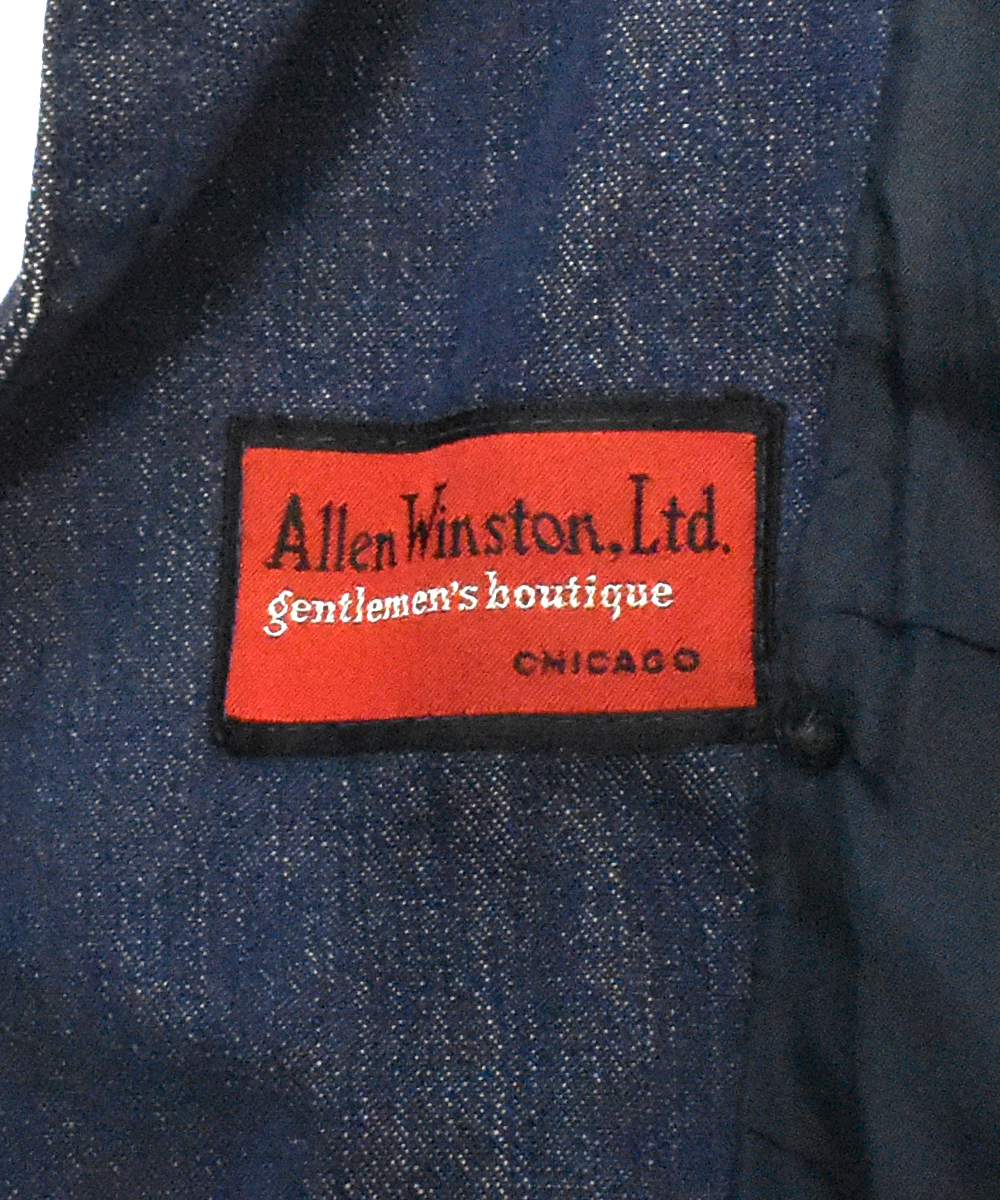 Allen Winston, Ltd.
gentlemen's boutique
CHICAGO